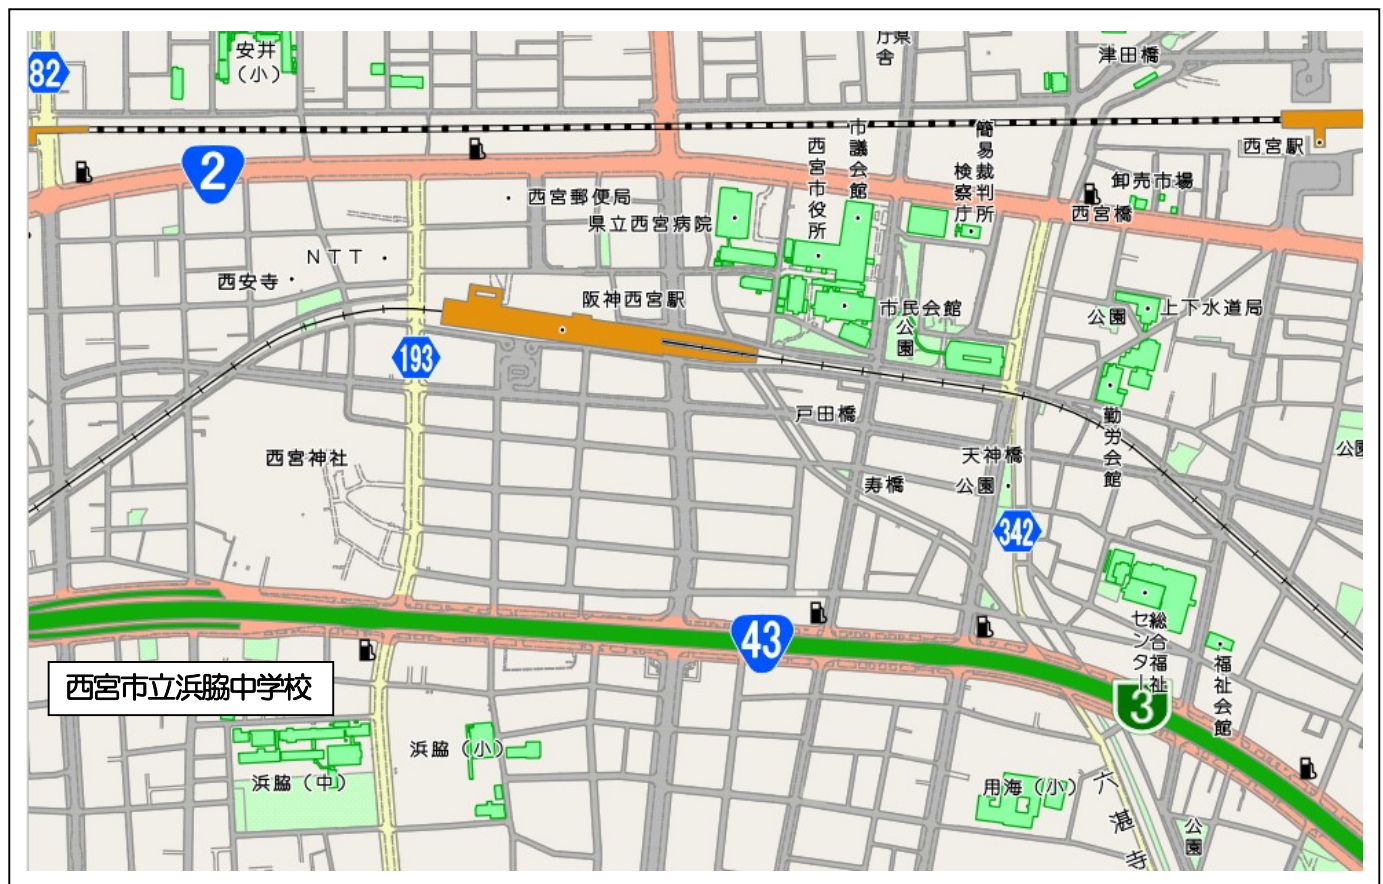 安井
（小）
庁県
舎
津田橋
82
2
西宮駅
市議会館
簡易裁判所
検察庁
西宮市役所
卸売市場
西宮橋
西宮郵便局
県立西宮病院
ＮＴＴ
西安寺
阪神西宮駅
市民会館
公園
公園
上下水道局
193
戸田橋
勤労会館
公園
西宮神社
天神橋
公園
寿橋
342
43
総合福祉
センター
福祉会館
3
西宮市立浜脇中学校
浜脇（小）
浜脇（中）
用海（小）
六湛寺
公園